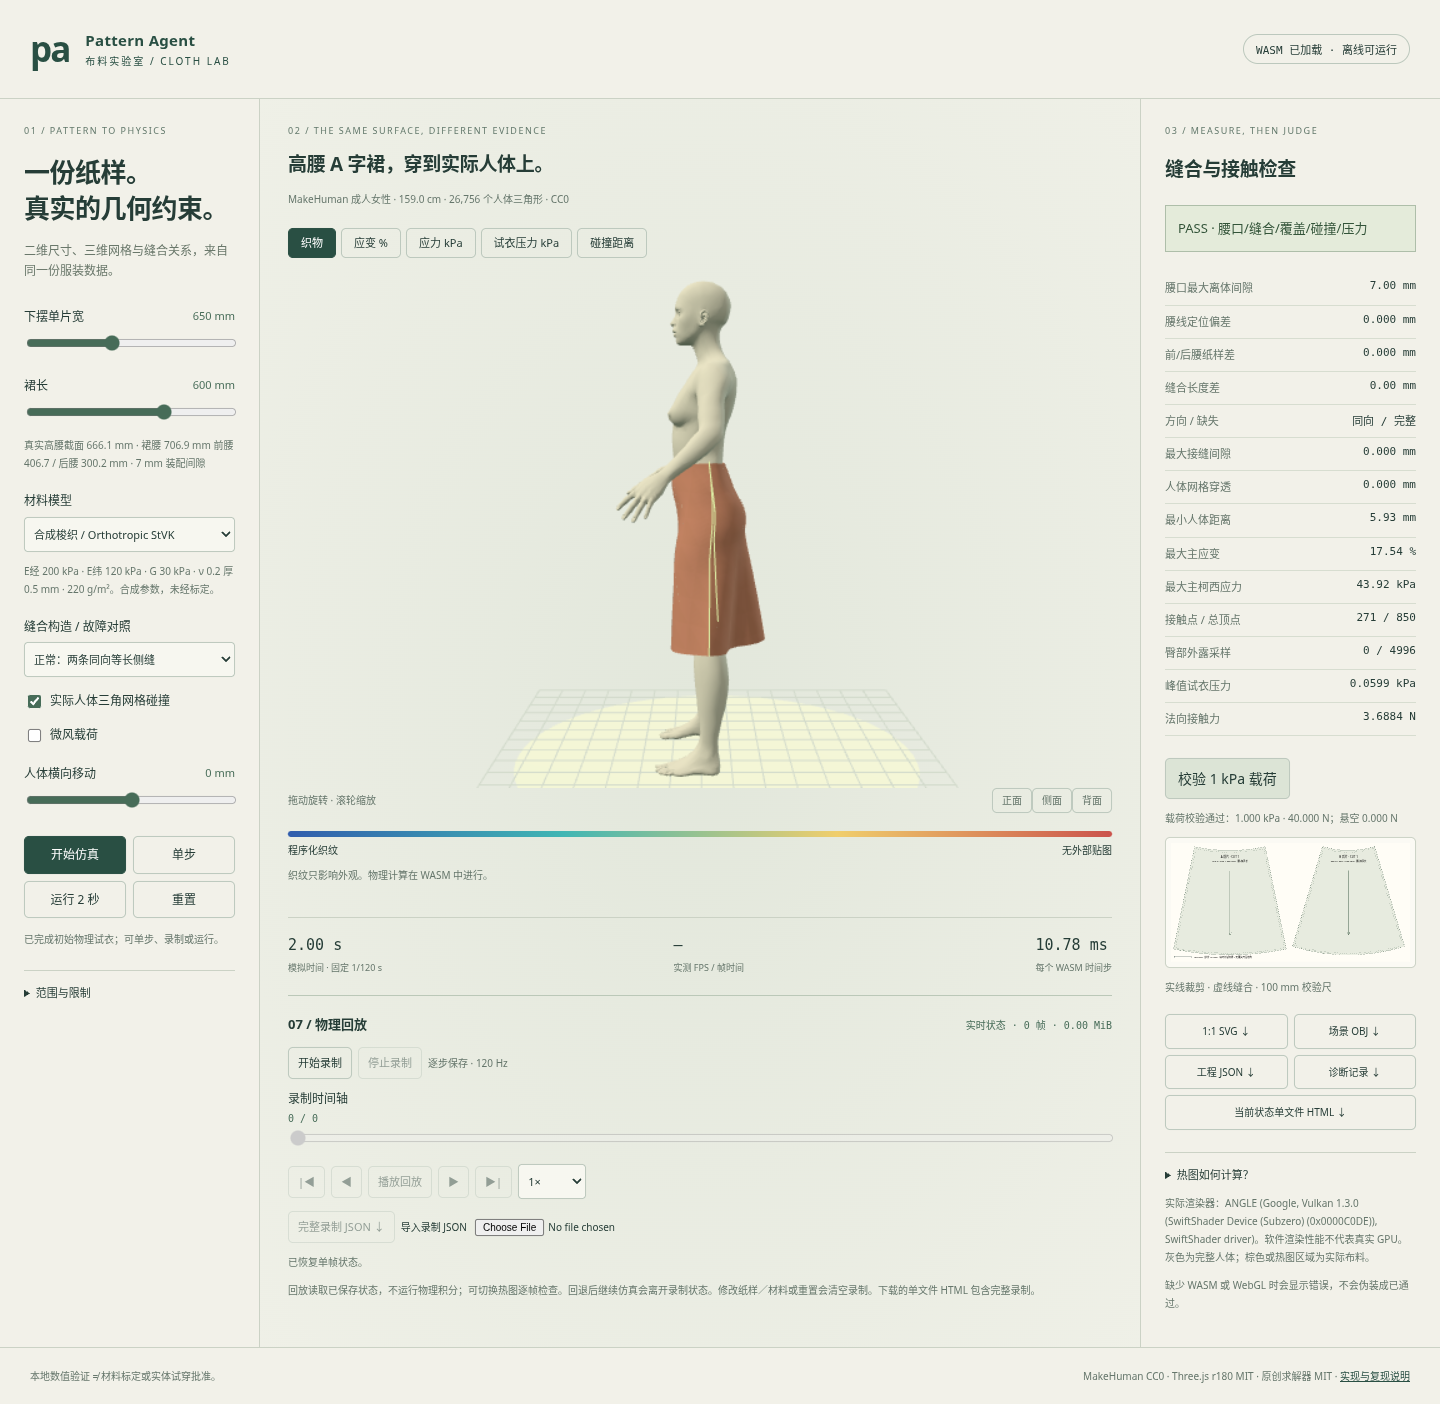 pa
Pattern Agent
布料实验室 / CLOTH LAB
WASM 已加载 · 离线可运行
01 / PATTERN TO PHYSICS
一份纸样。
真实的几何约束。
二维尺寸、三维网格与缝合关系，来自
同一份服装数据。
下摆单片宽 650 mm
裙长 600 mm
真实高腰截面 666.1 mm · 裙腰 706.9 mm 前腰
406.7 / 后腰 300.2 mm · 7 mm 装配间隙
材料模型
合成梭织 / Orthotropic StVK
E经 200 kPa · E纬 120 kPa · G 30 kPa · ν 0.2 厚
0.5 mm · 220 g/m²。合成参数，未经标定。
缝合构造 / 故障对照
正常：两条同向等长侧缝
实际人体三角网格碰撞
微风载荷
人体横向移动 0 mm
开始仿真 单步
运行 2 秒 重置
已完成初始物理试衣；可单步、录制或运行。
▶ 范围与限制
02 / THE SAME SURFACE, DIFFERENT EVIDENCE
高腰 A 字裙，穿到实际人体上。
MakeHuman 成人女性 · 159.0 cm · 26,756 个人体三角形 · CC0
织物 应变 % 应力 kPa 试衣压力 kPa 碰撞距离
拖动旋转 · 滚轮缩放 正面 侧面 背面
程序化织纹 无外部贴图
织纹只影响外观。物理计算在 WASM 中进行。
2.00 s — 10.78 ms
模拟时间 · 固定 1/120 s 实测 FPS / 帧时间 每个 WASM 时间步
07 / 物理回放 实时状态 · 0 帧 · 0.00 MiB
开始录制 停止录制 逐步保存 · 120 Hz
录制时间轴
0 / 0
|◀ ◀ 播放回放 ▶ ▶| 1×
完整录制 JSON ↓ 导入录制 JSON Choose File No file chosen
已恢复单帧状态。
回放读取已保存状态，不运行物理积分；可切换热图逐帧检查。回退后继续仿真会离开录制状态。修改纸样／材料或重置会清空录制。下载的单文件 HTML 包含完整录制。
03 / MEASURE, THEN JUDGE
缝合与接触检查
PASS · 腰口/缝合/覆盖/碰撞/压力
腰口最大离体间隙 7.00 mm
腰线定位偏差 0.000 mm
前/后腰纸样差 0.000 mm
缝合长度差 0.00 mm
方向 / 缺失 同向 / 完整
最大接缝间隙 0.000 mm
人体网格穿透 0.000 mm
最小人体距离 5.93 mm
最大主应变 17.54 %
最大主柯西应力 43.92 kPa
接触点 / 总顶点 271 / 850
臀部外露采样 0 / 4996
峰值试衣压力 0.0599 kPa
法向接触力 3.6884 N
校验 1 kPa 载荷
载荷校验通过：1.000 kPa · 40.000 N；悬空 0.000 N
实线裁剪 · 虚线缝合 · 100 mm 校验尺
1:1 SVG ↓ 场景 OBJ ↓
工程 JSON ↓ 诊断记录 ↓
当前状态单文件 HTML ↓
▶ 热图如何计算？
实际渲染器：ANGLE (Google, Vulkan 1.3.0
(SwiftShader Device (Subzero) (0x0000C0DE)),
SwiftShader driver)。软件渲染性能不代表真实 GPU。
灰色为完整人体；棕色或热图区域为实际布料。
缺少 WASM 或 WebGL 时会显示错误，不会伪装成已通
过。
本地数值验证 ≠ 材料标定或实体试穿批准。
MakeHuman CC0 · Three.js r180 MIT · 原创求解器 MIT · 实现与复现说明